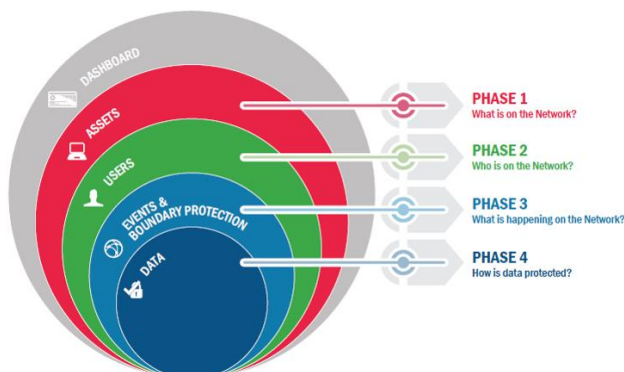 DASHBOARD
ASSETS
USERS
EVENTS &
BOUNDARY PROTECTION
DATA
PHASE 1
What is on the Network?
PHASE 2
Who is on the Network?
PHASE 3
What is happening on the Network?
PHASE 4
How is data protected?